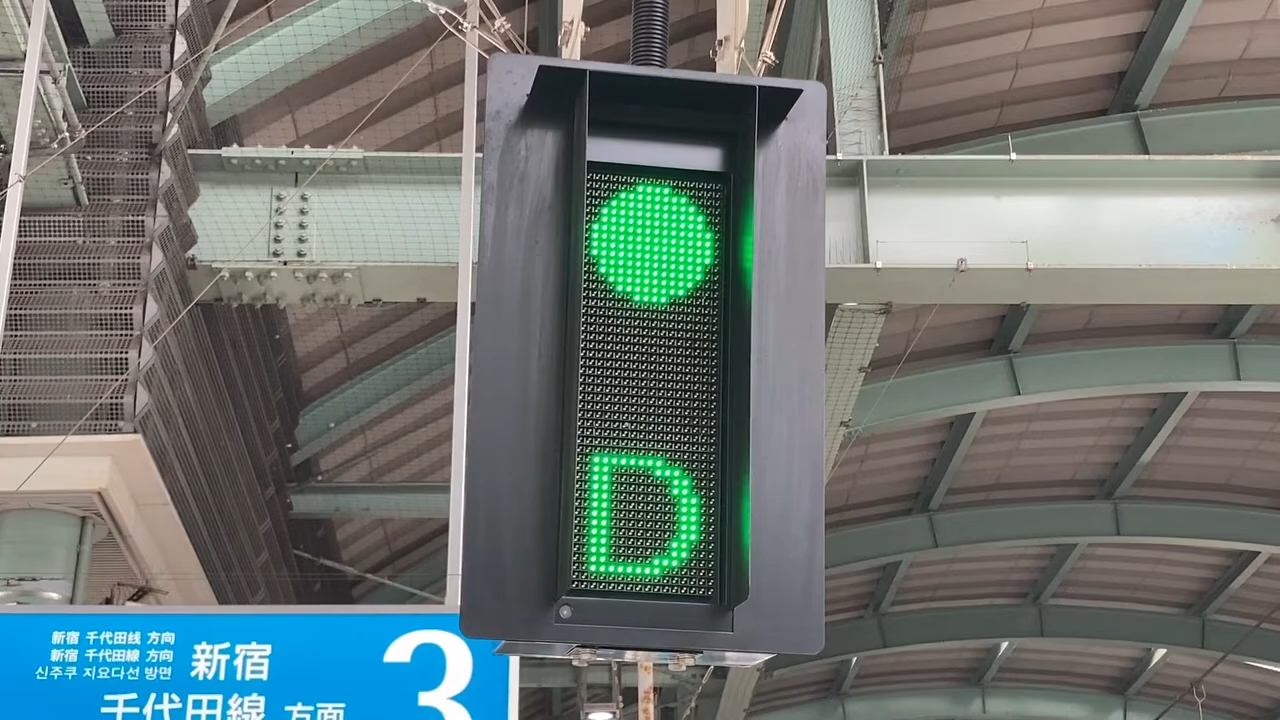 D
新宿 千代田线 方向
新宿 千代田線 方向
신주쿠 지요다선 방면
新宿
千代田線 方面
3